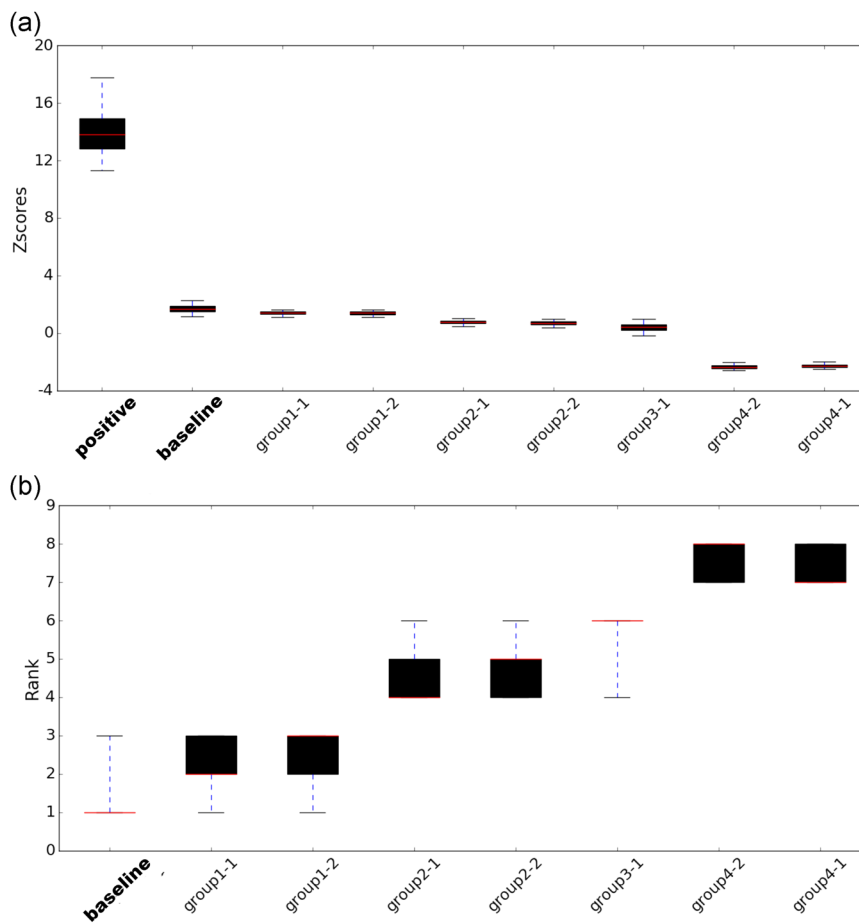 (a)
20
16
12
8
4
0
-4
Zscores
positive
baseline
group1-1
group1-2
group2-1
group2-2
group3-1
group4-2
group4-1
(b)
9
8
7
6
5
4
3
2
1
0
Rank
baseline
group1-1
group1-2
group2-1
group2-2
group3-1
group4-2
group4-1